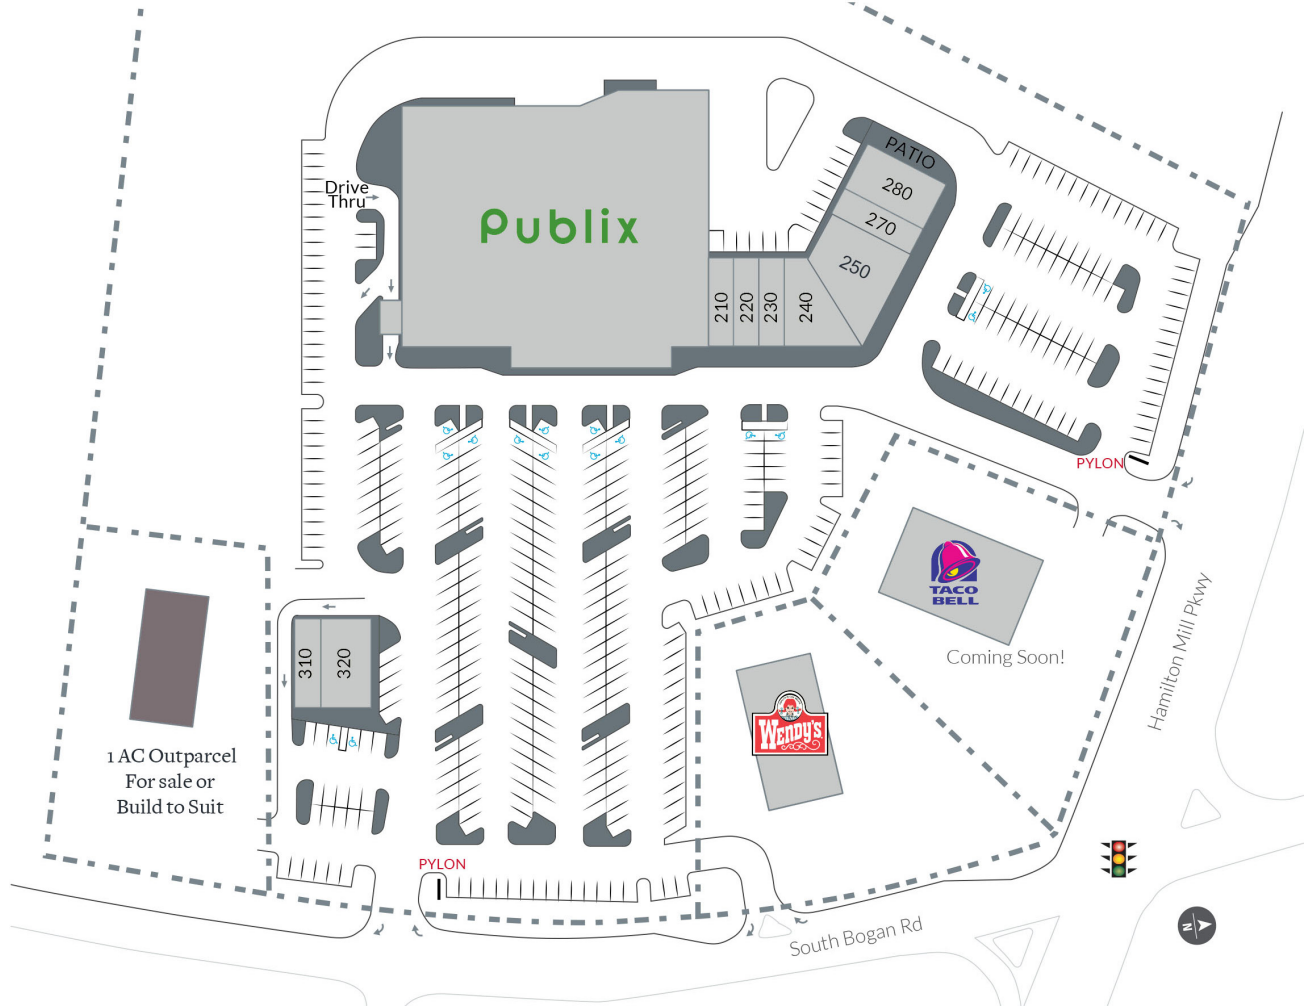 PATIO
280
Drive
Thru
Publix
270
250
210
220
230
240
PYLON
TACO
BELL
Coming Soon!
Hamilton Mill Pkwy
310
320
WENDY'S
1 AC Outparcel
For sale or
Build to Suit
PYLON
South Bogan Rd
N